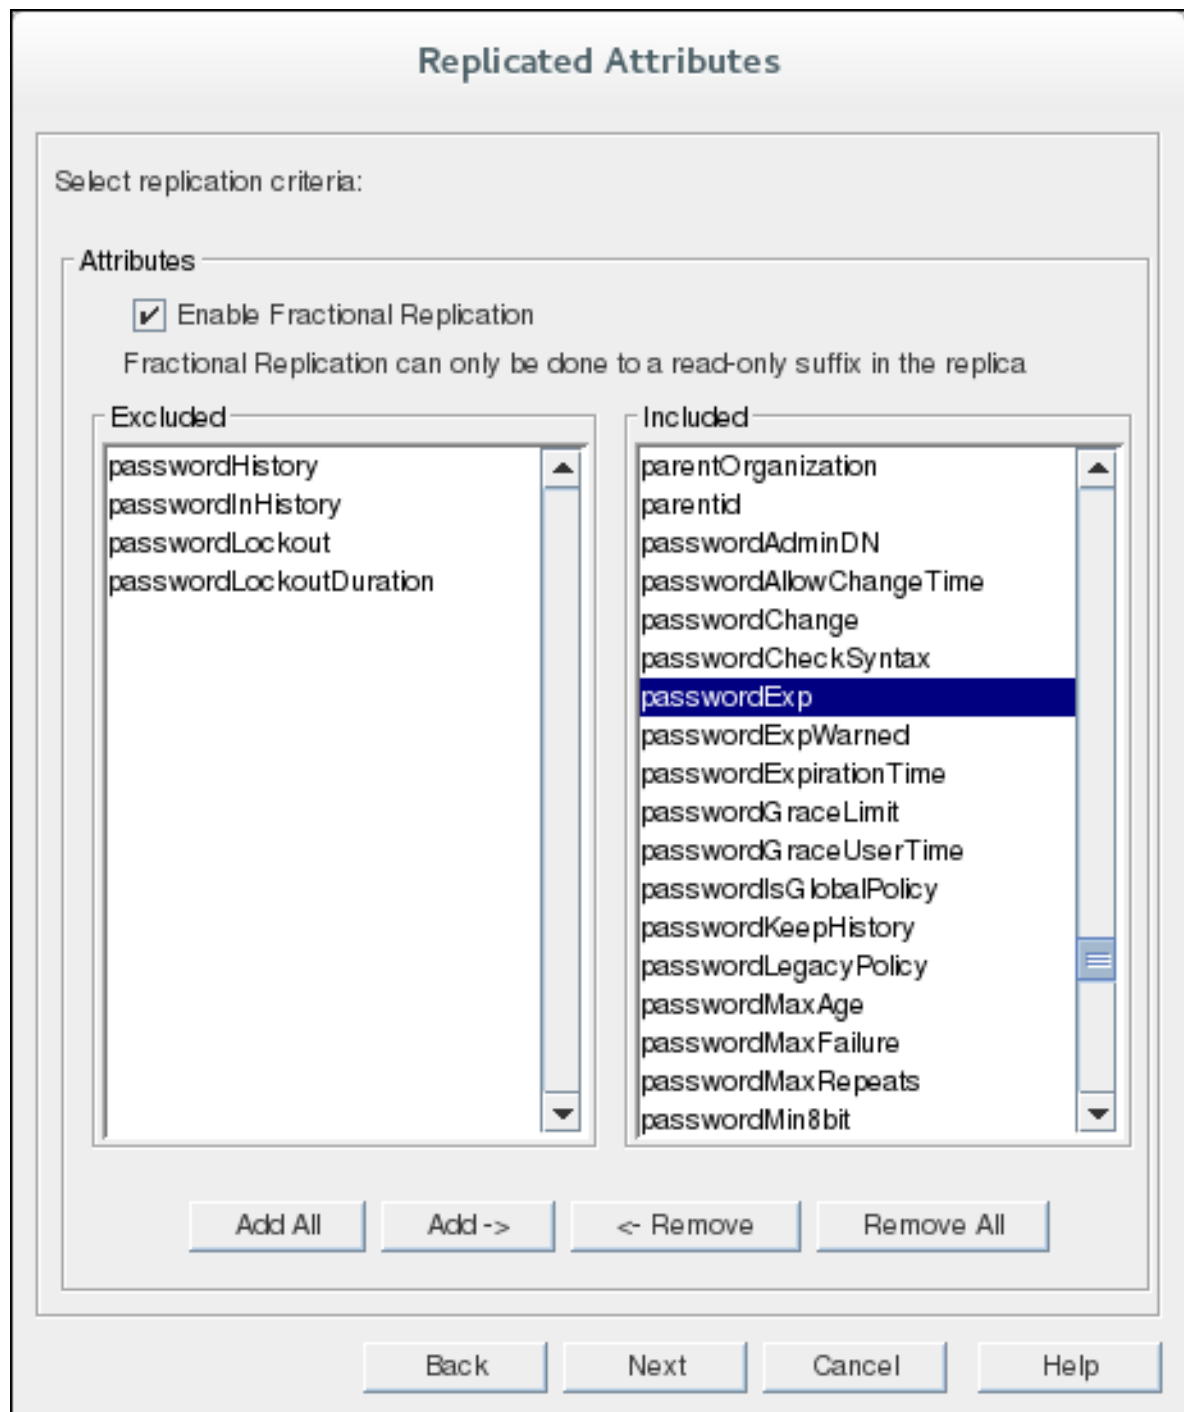 Replicated Attributes
Select replication criteria:
Attributes
Enable Fractional Replication
Fractional Replication can only be done to a read-only suffix in the replica
Excluded
passwordHistory
passwordInHistory
passwordLockout
passwordLockoutDuration
Included
parentOrganization
parentid
passwordAdminDN
passwordAllowChangeTime
passwordChange
passwordCheckSyntax
passwordExp
passwordExpWarned
passwordExpirationTime
passwordGraceLimit
passwordGraceUserTime
passwordIsGlobalPolicy
passwordKeepHistory
passwordLegacyPolicy
passwordMaxAge
passwordMaxFailure
passwordMaxRepeats
passwordMin8bit
Add All
Add ->
<- Remove
Remove All
Back
Next
Cancel
Help